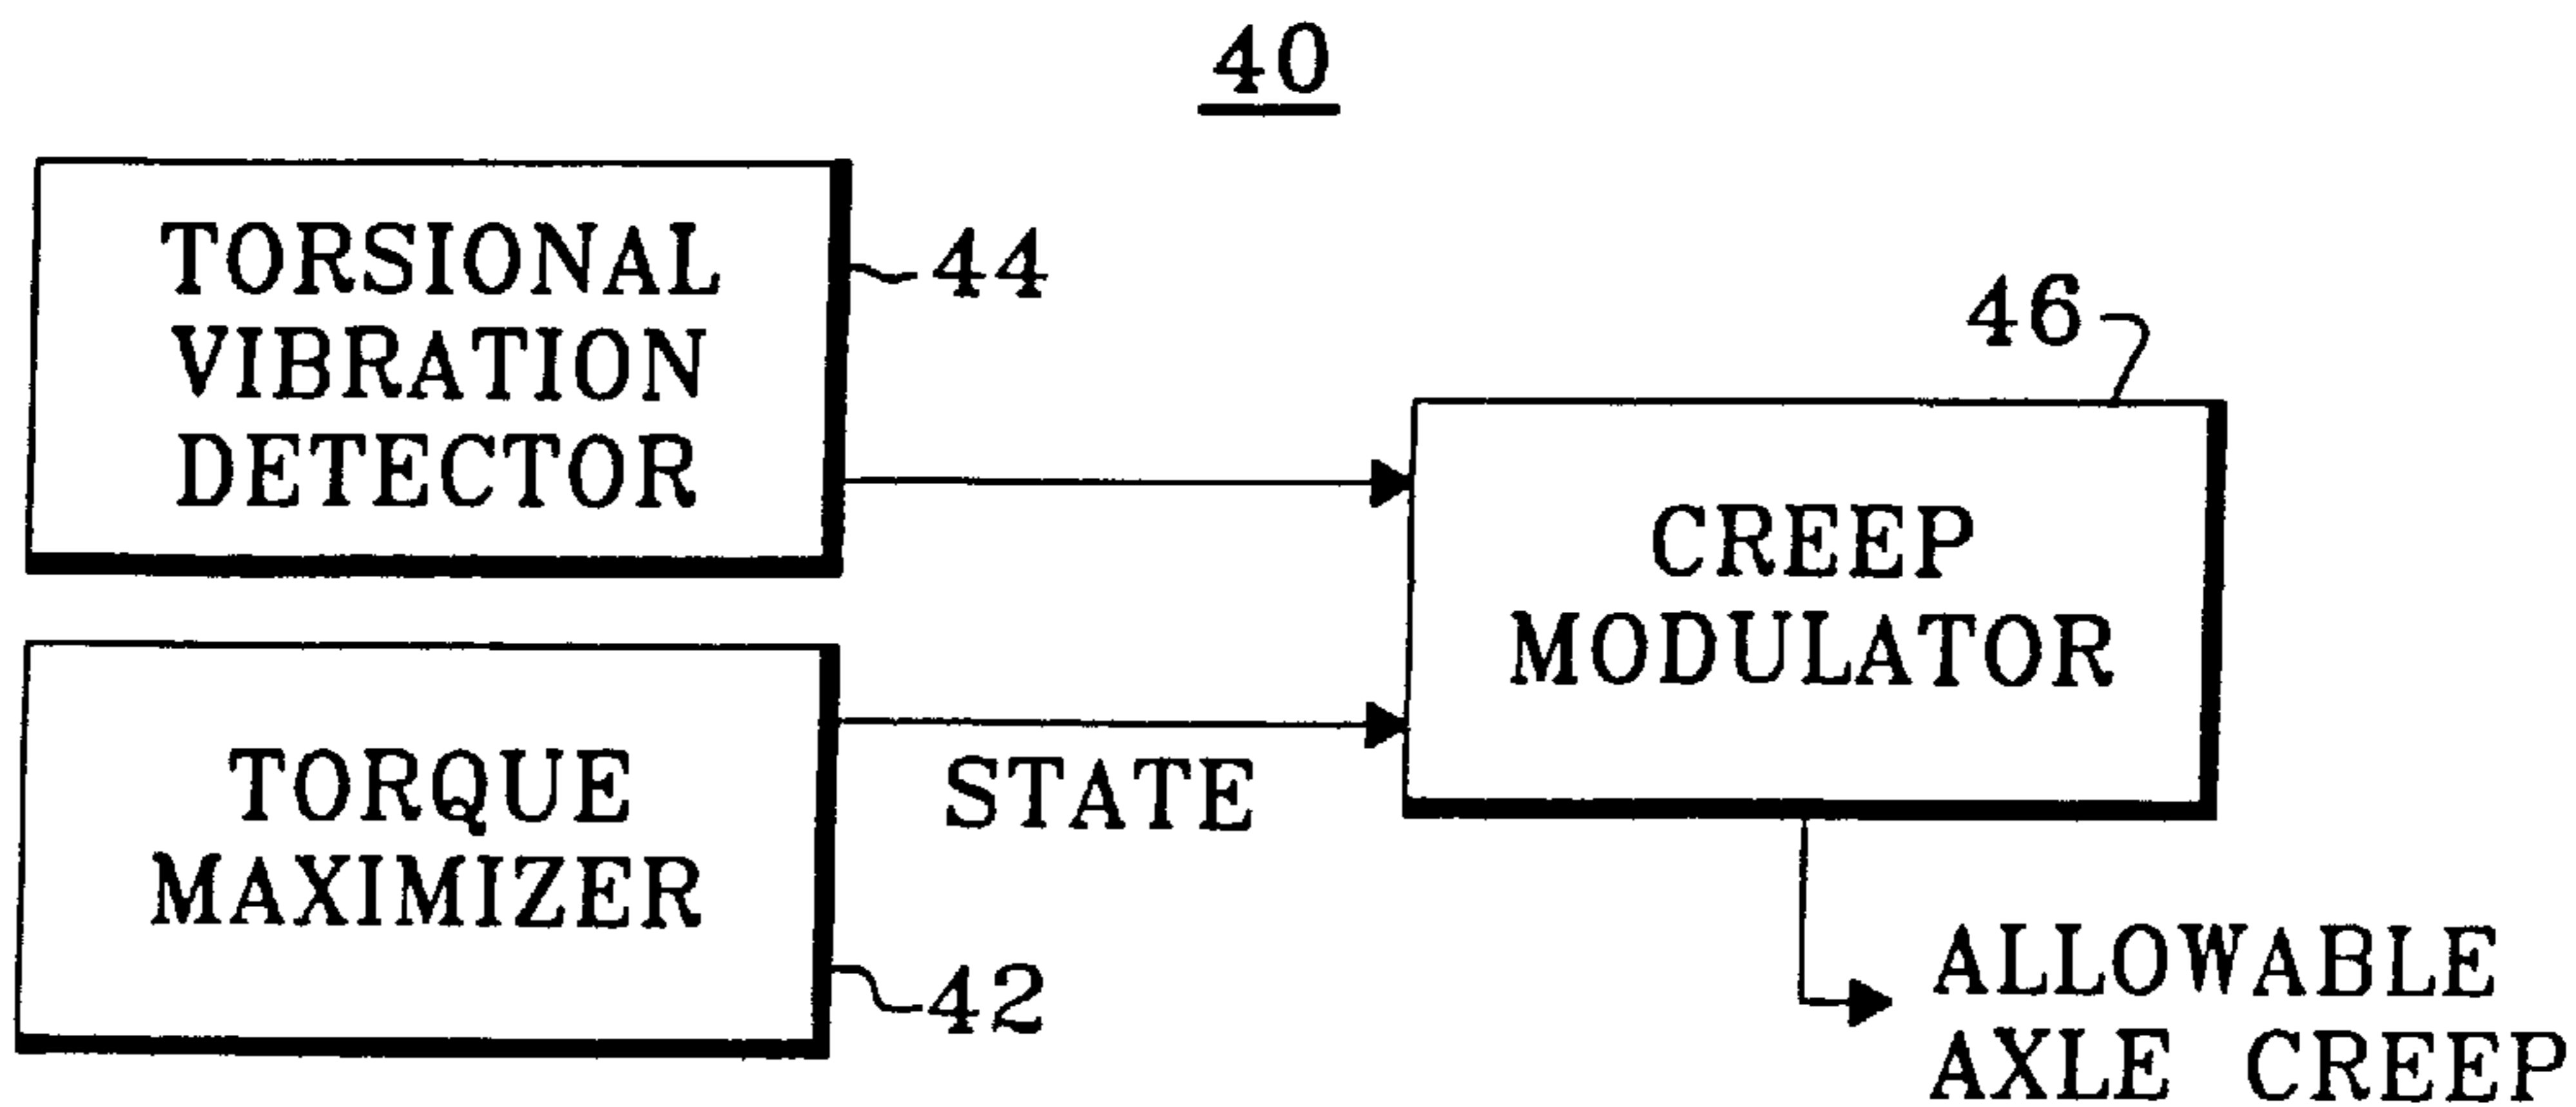 40
TORSIONAL
VIBRATION
DETECTOR
44
46
CREEP
MODULATOR
TORQUE
MAXIMIZER
STATE
42
ALLOWABLE
AXLE CREEP